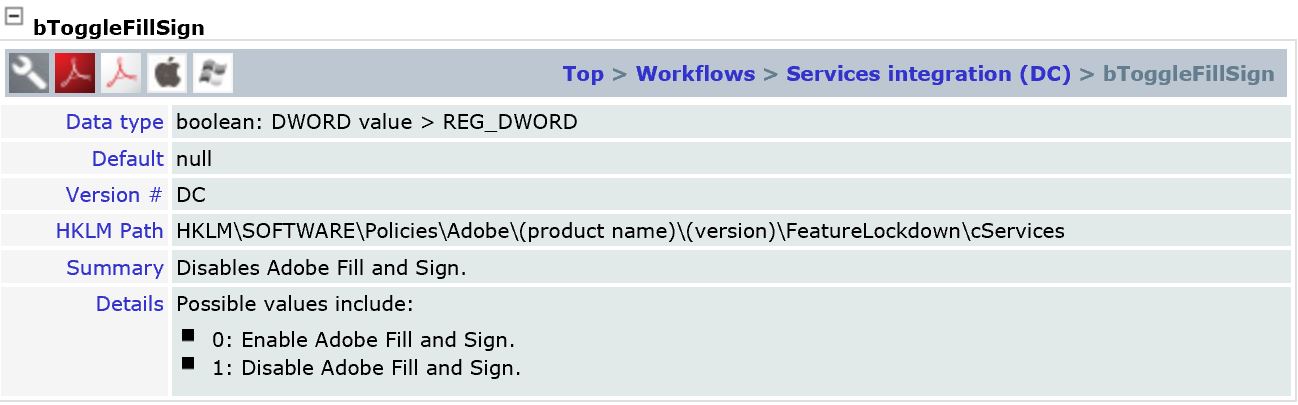 bToggleFillSign
Top > Workflows > Services integration (DC) > bToggleFillSign
Data type boolean: DWORD value > REG_DWORD
Default null
Version # DC
HKLM Path HKLM\SOFTWARE\Policies\Adobe\(product name)\(version)\FeatureLockdown\cServices
Summary Disables Adobe Fill and Sign.
Details Possible values include:
0: Enable Adobe Fill and Sign.
1: Disable Adobe Fill and Sign.